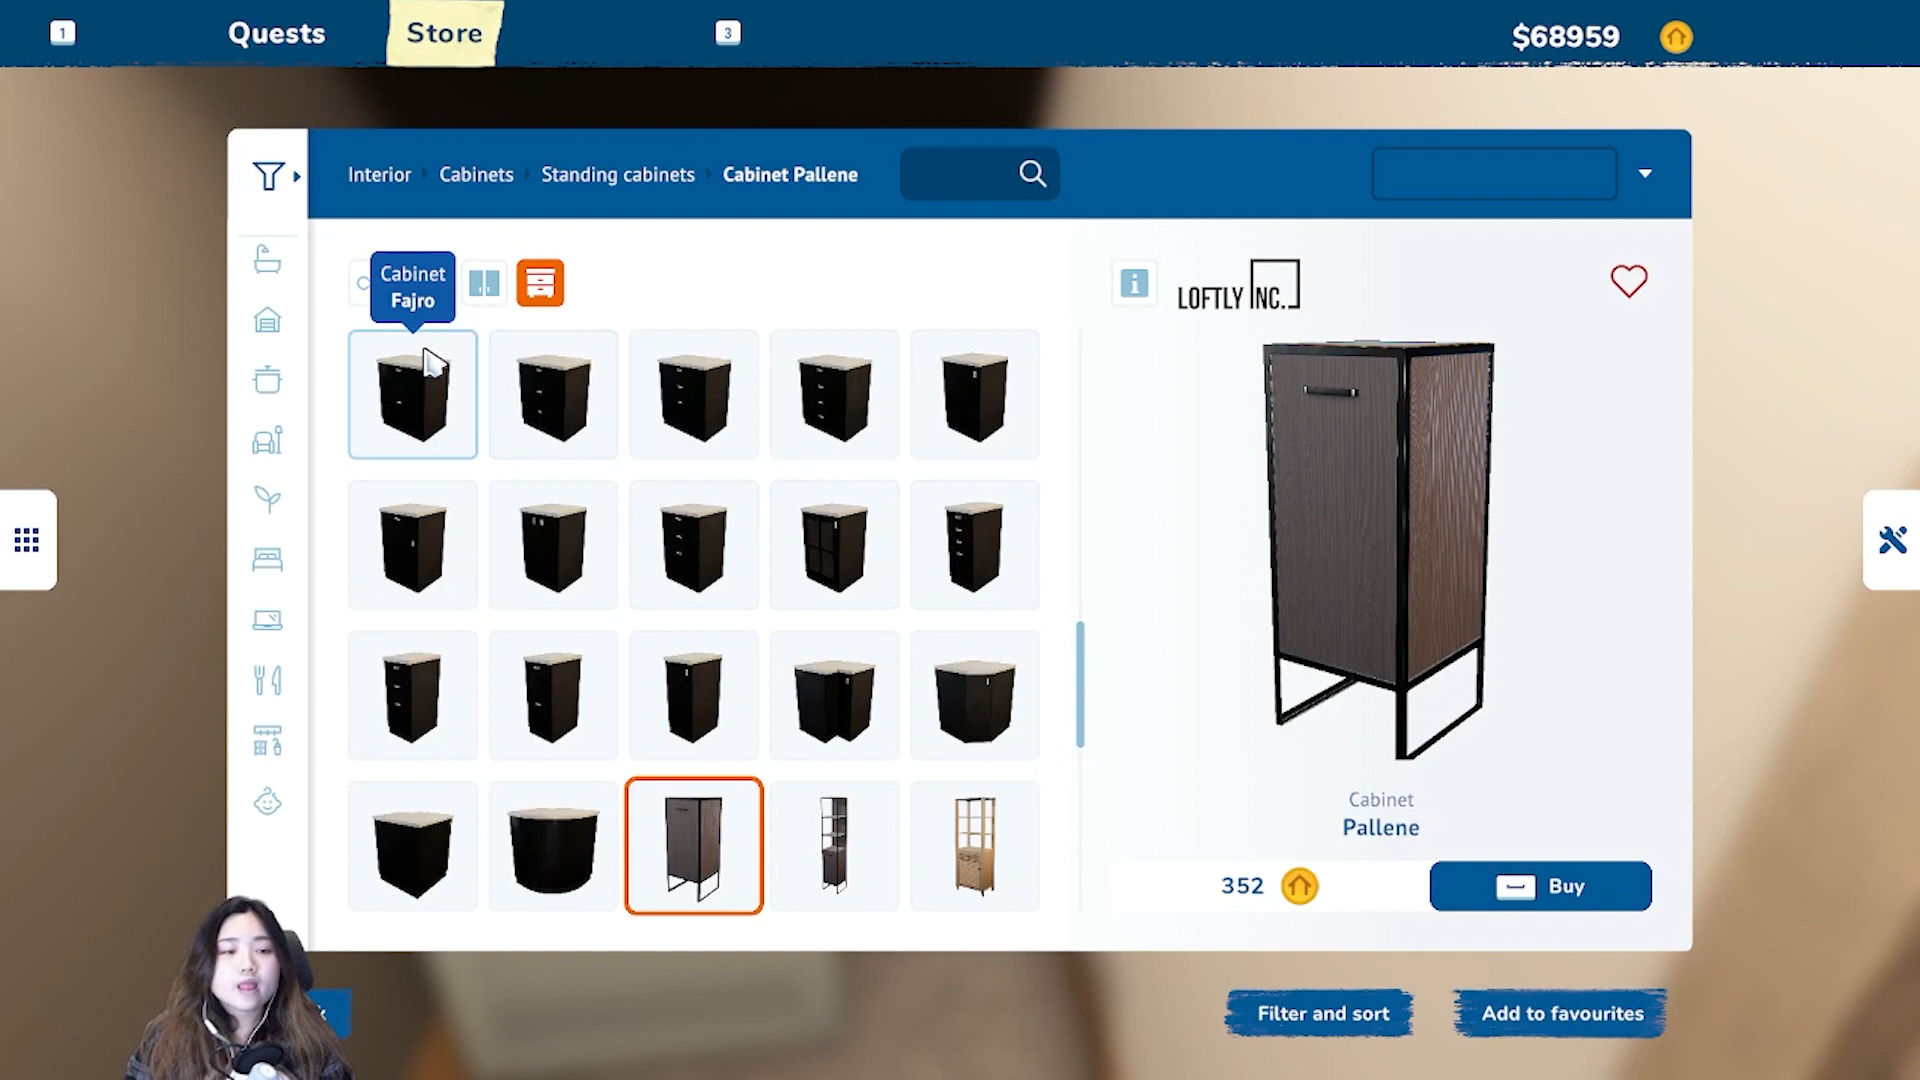 1
Quests
Store
3
$68959
Interior
Cabinets
Standing cabinets
Cabinet Pallene
Cabinet
Fajro
LOFTLY INC.
Cabinet
Pallene
352
Buy
Filter and sort
Add to favourites